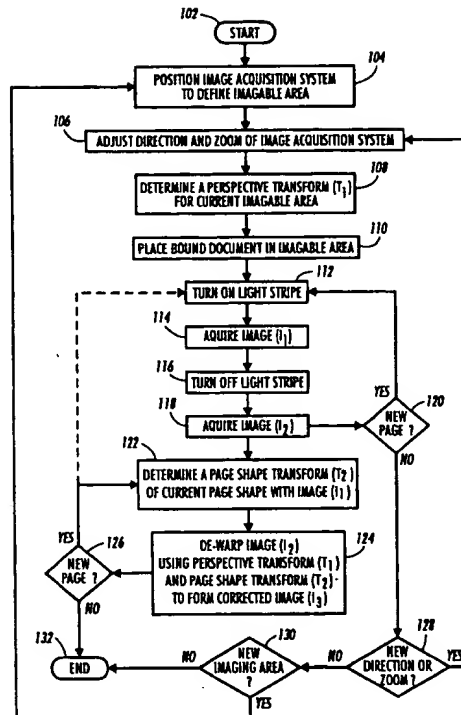 102
START
104
POSITION IMAGE ACQUISITION SYSTEM
TO DEFINE IMAGABLE AREA
106
ADJUST DIRECTION AND ZOOM OF IMAGE ACQUISITION SYSTEM
108
DETERMINE A PERSPECTIVE TRANSFORM (T1)
FOR CURRENT IMAGABLE AREA
110
PLACE BOUND DOCUMENT IN IMAGABLE AREA
112
TURN ON LIGHT STRIPE
114
AQUIRE IMAGE (I1)
116
TURN OFF LIGHT STRIPE
118
AQUIRE IMAGE (I2)
YES
120
NEW
PAGE ?
NO
122
DETERMINE A PAGE SHAPE TRANSFORM (T2)
OF CURRENT PAGE SHAPE WITH IMAGE (I1)
124
DE-WARP IMAGE (I2)
USING PERSPECTIVE TRANSFORM (T1)
AND PAGE SHAPE TRANSFORM (T2)
TO FORM CORRECTED IMAGE (I3)
YES
126
NEW
PAGE ?
NO
128
NEW
DIRECTION OR
ZOOM ?
NO
YES
130
NEW
IMAGING AREA
?
NO
YES
132
END